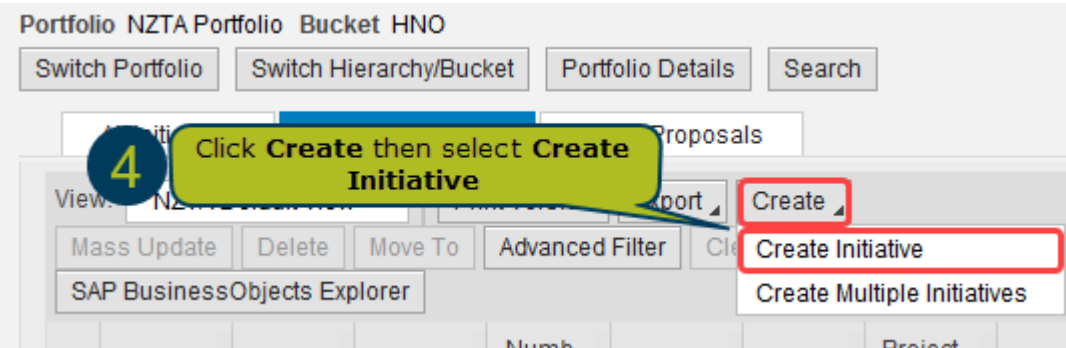 Portfolio NZTA Portfolio Bucket HNO
Switch Portfolio Switch Hierarchy/Bucket Portfolio Details Search
Proposals
4 Click Create then select Create
Initiative
View: Create
Mass Update Delete Move To Advanced Filter Create Initiative
SAP BusinessObjects Explorer Create Multiple Initiatives